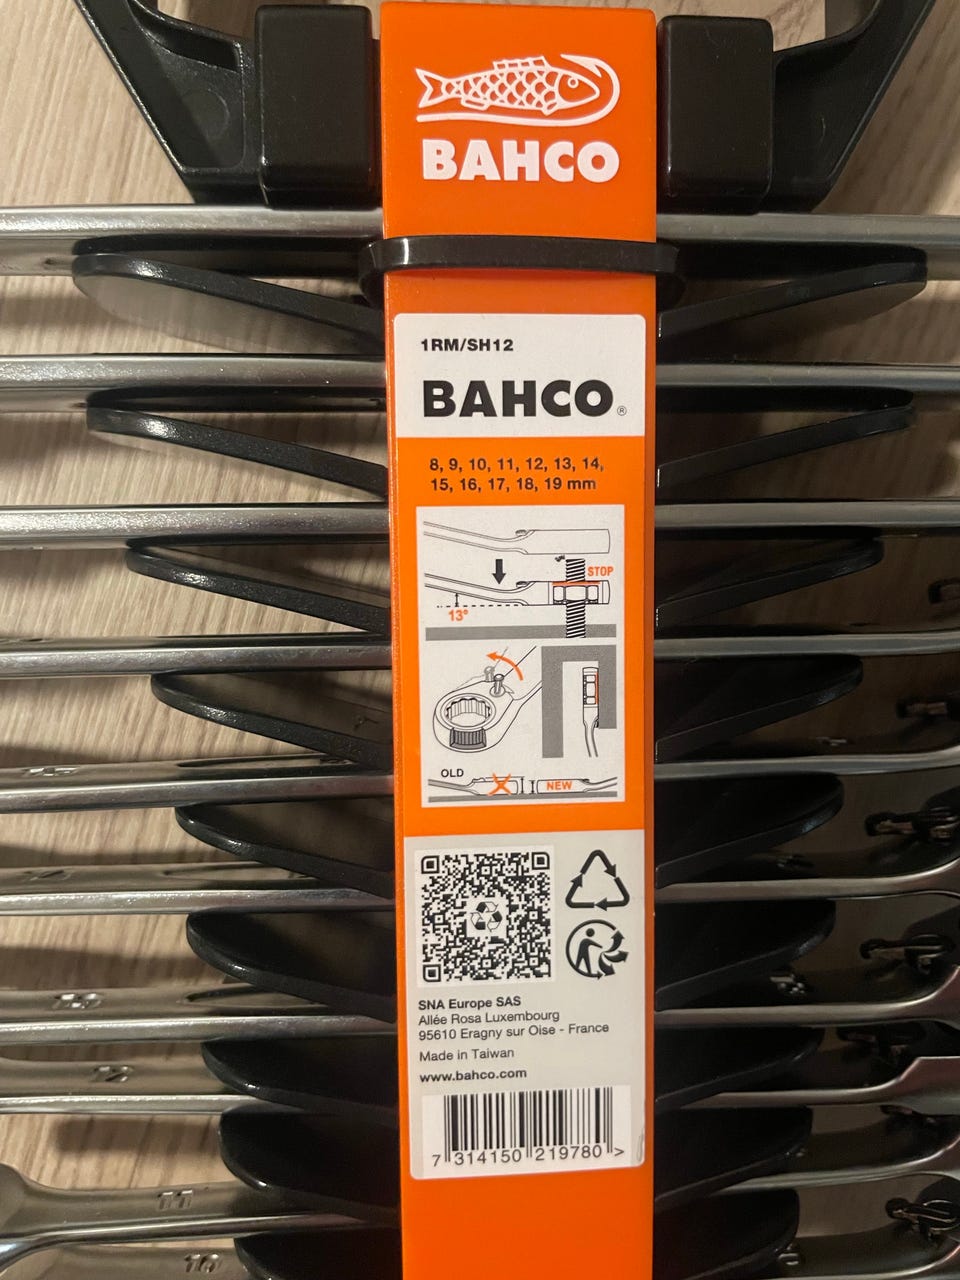 BAHCO
1RM/SH12
BAHCO®
8, 9, 10, 11, 12, 13, 14,
15, 16, 17, 18, 19 mm
STOP
13°
OLD
NEW
SNA Europe SAS
Allée Rosa Luxembourg
95610 Eragny sur Oise - France
Made in Taiwan
www.bahco.com
7 314150 219780 >
11
10